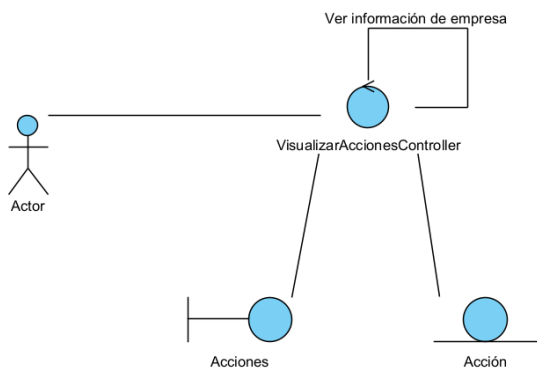 Ver información de empresa
VisualizarAccionesController
Actor
Acciones
Acción